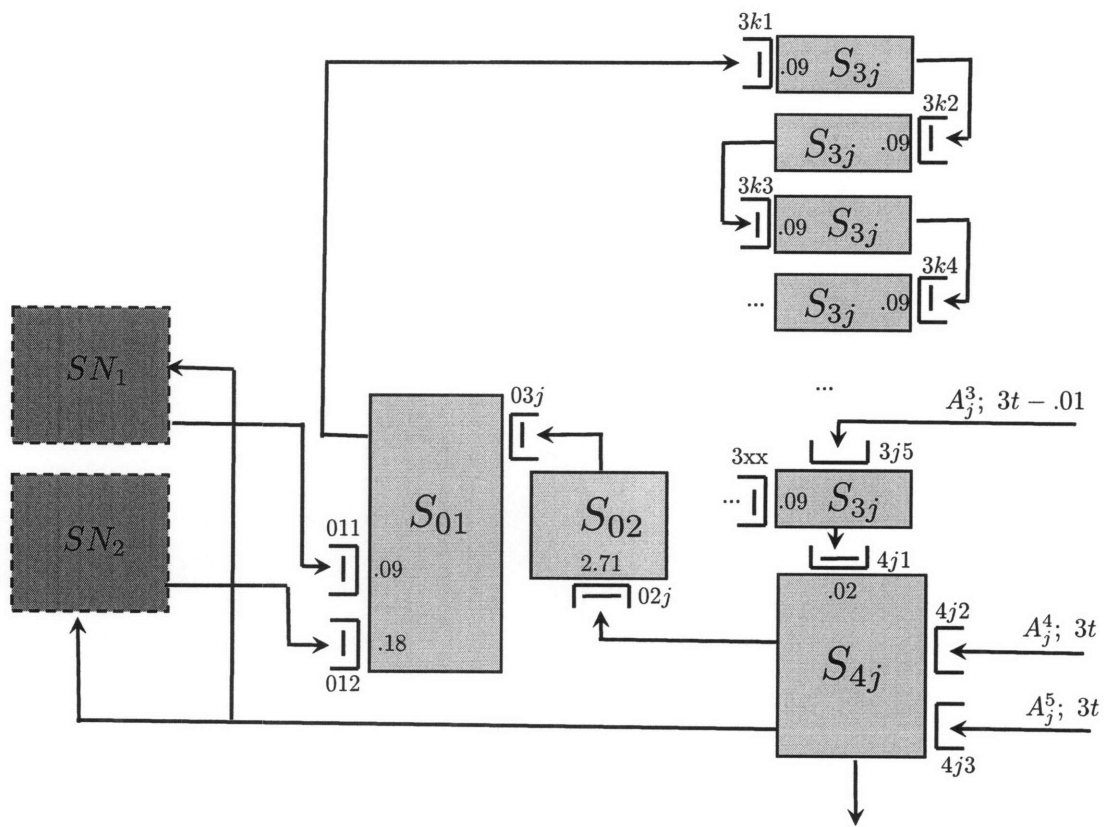 3k1
.09 S₃ⱼ
3k2
S₃ⱼ .09
3k3
.09 S₃ⱼ
3k4
... S₃ⱼ .09
...
A³ⱼ; 3t − .01
3j5
3xx
... .09 S₃ⱼ
4j1
.02
S₄ⱼ
4j2
A⁴ⱼ; 3t
A⁵ⱼ; 3t
4j3
SN₁
SN₂
03j
S₀₁
S₀₂
2.71
02j
011
.09
.18
012